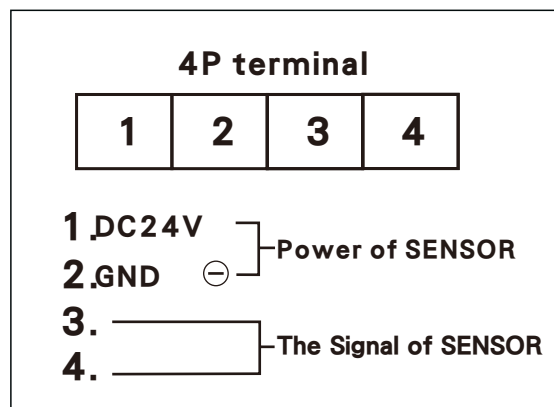 4P terminal
1 2 3 4
1.DC24V
Power of SENSOR
2.GND ⊖
3.
The Signal of SENSOR
4.